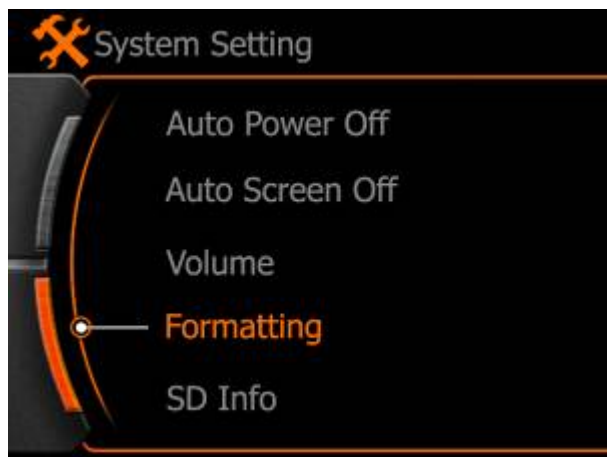 System Setting
Auto Power Off
Auto Screen Off
Volume
Formatting
SD Info